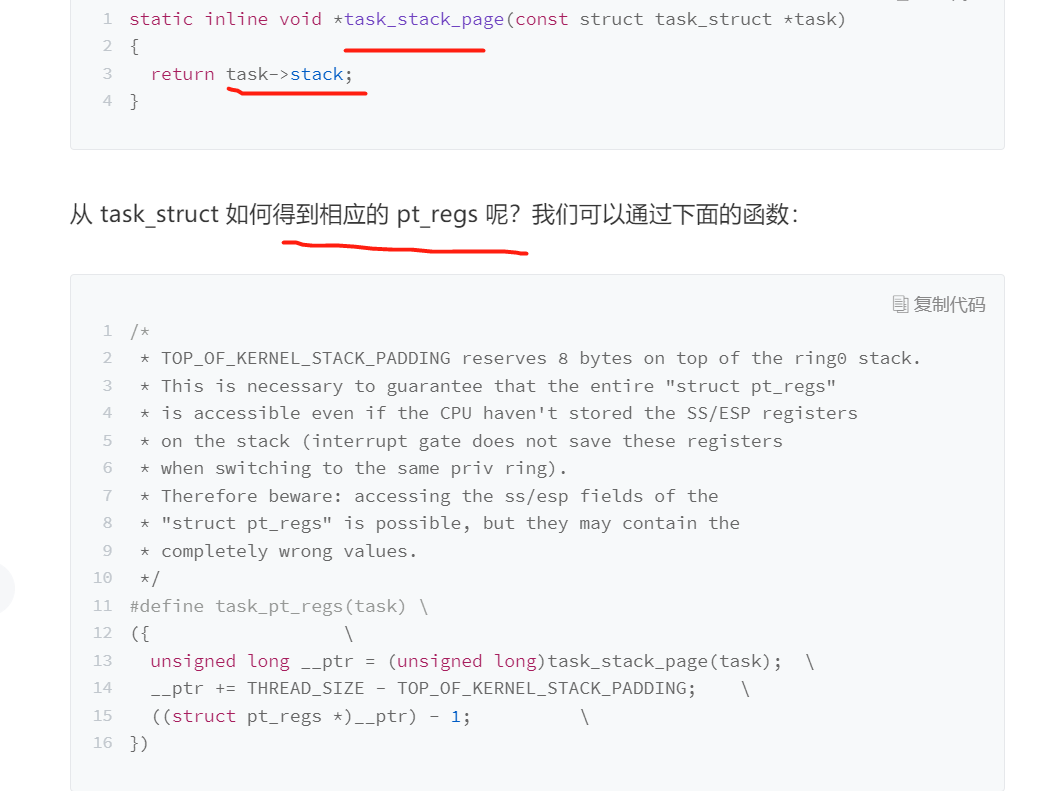 1 static inline void *task_stack_page(const struct task_struct *task)
2 {
3   return task->stack;
4 }
从 task_struct 如何得到相应的 pt_regs 呢？我们可以通过下面的函数：
复制代码
1 /*
2  * TOP_OF_KERNEL_STACK_PADDING reserves 8 bytes on top of the ring0 stack.
3  * This is necessary to guarantee that the entire "struct pt_regs"
4  * is accessible even if the CPU haven't stored the SS/ESP registers
5  * on the stack (interrupt gate does not save these registers
6  * when switching to the same priv ring).
7  * Therefore beware: accessing the ss/esp fields of the
8  * "struct pt_regs" is possible, but they may contain the
9  * completely wrong values.
10  */
11 #define task_pt_regs(task) \
12 ({                  \
13   unsigned long __ptr = (unsigned long)task_stack_page(task);  \
14   __ptr += THREAD_SIZE - TOP_OF_KERNEL_STACK_PADDING;    \
15   ((struct pt_regs *)__ptr) - 1;          \
16 })